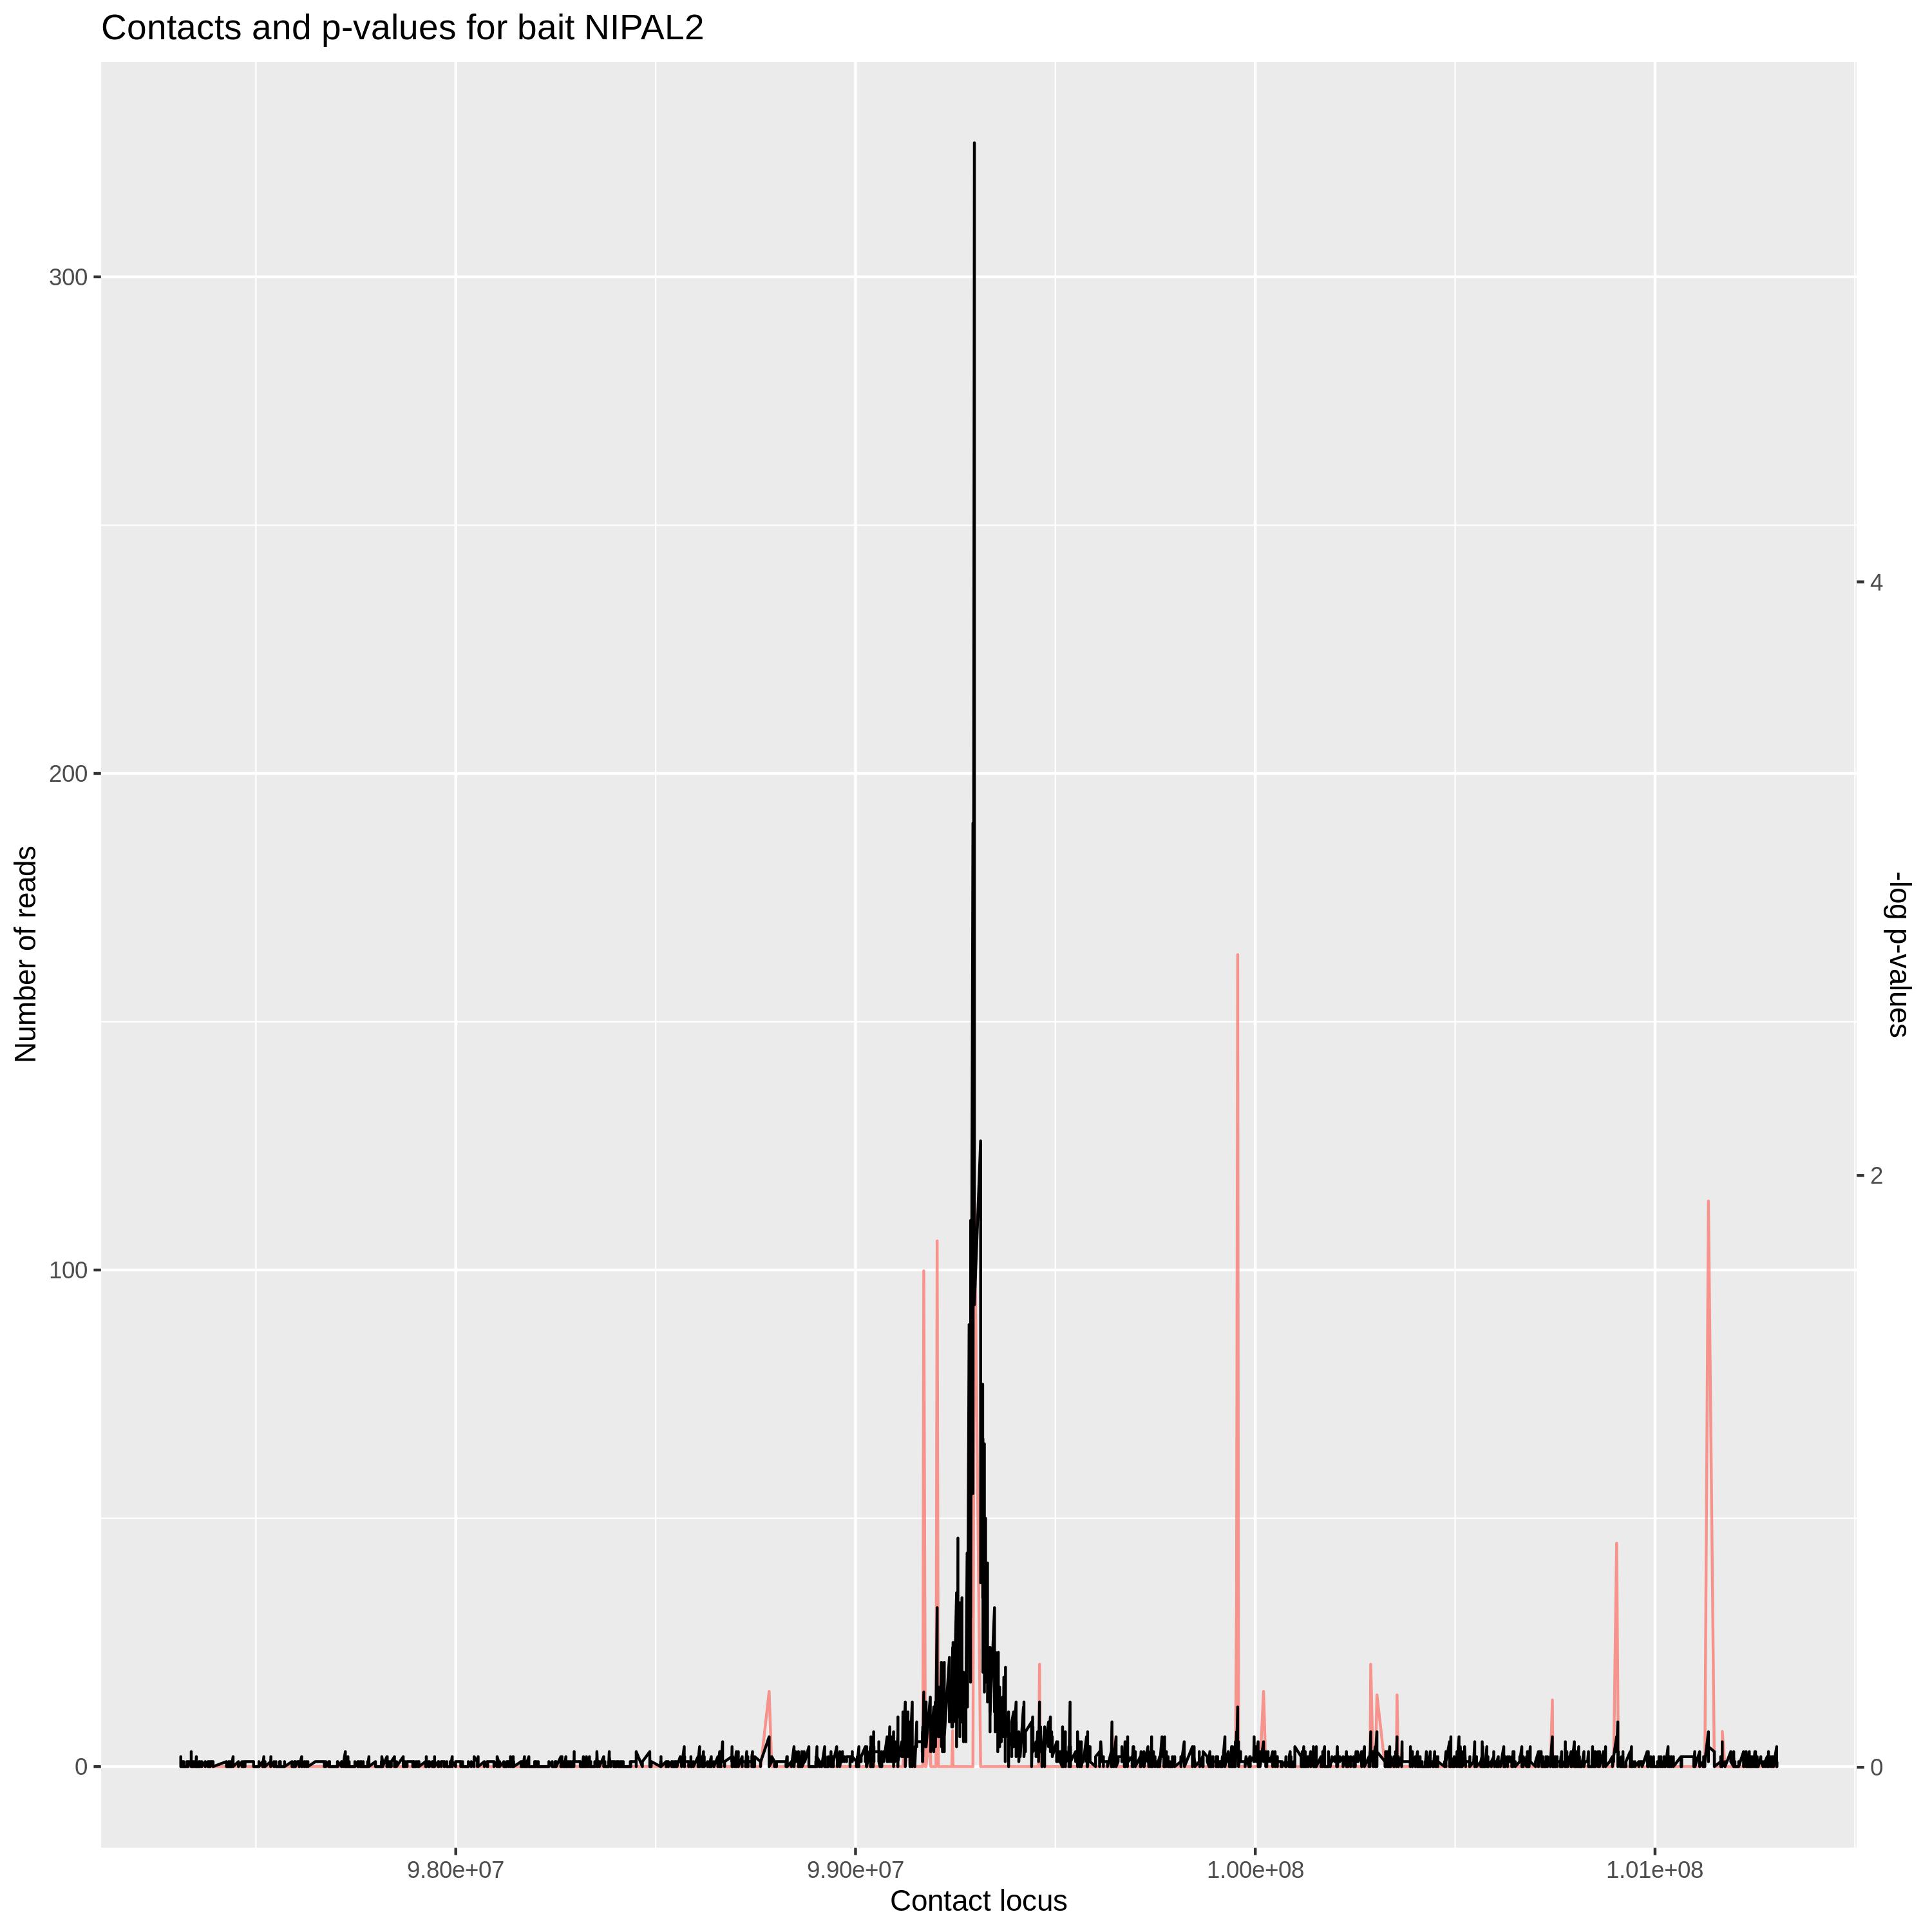 Contacts and p-values for bait NIPAL2
Number of reads
300
200
100
0
4
2
0
-log p-values
9.80e+07
9.90e+07
1.00e+08
1.01e+08
Contact locus